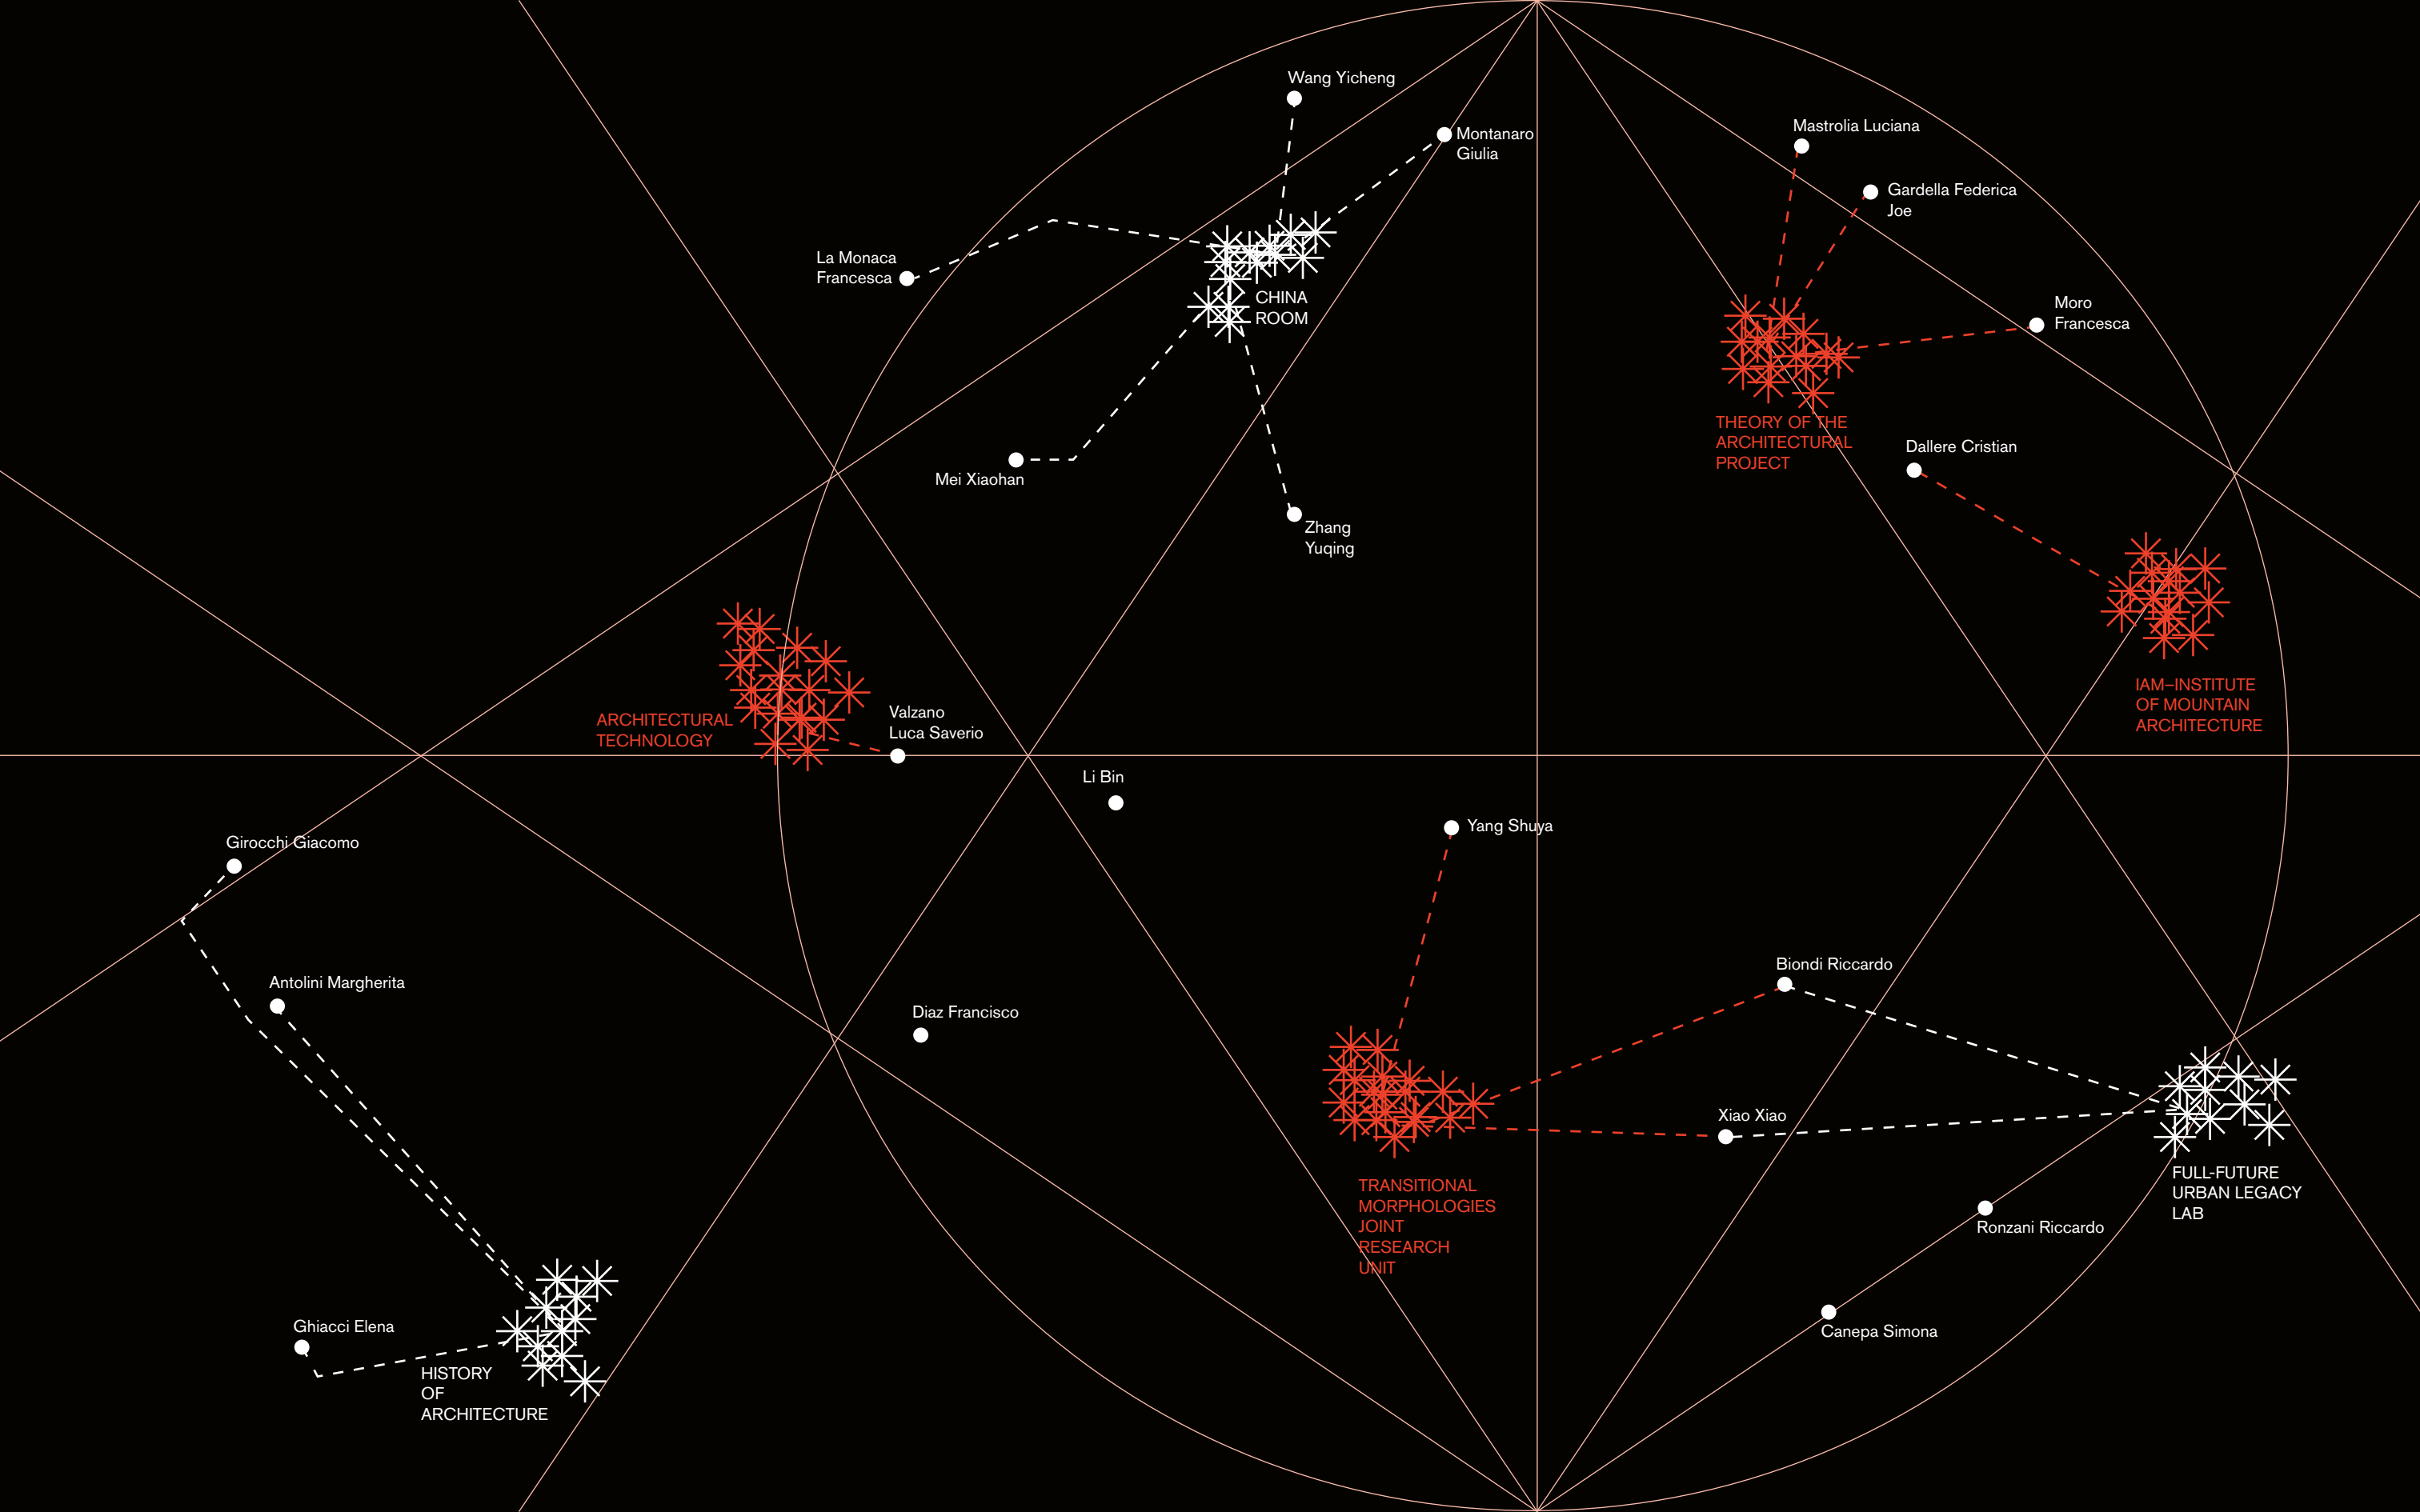 Wang Yicheng
Montanaro
Giulia
Mastrolia Luciana
Gardella Federica
Joe
La Monaca
Francesca
CHINA
ROOM
Moro
Francesca
THEORY OF THE
ARCHITECTURAL
PROJECT
Dallere Cristian
Mei Xiaohan
Zhang
Yuqing
IAM–INSTITUTE
OF MOUNTAIN
ARCHITECTURE
ARCHITECTURAL
TECHNOLOGY
Valzano
Luca Saverio
Li Bin
Yang Shuya
Girocchi Giacomo
Antolini Margherita
Diaz Francisco
Biondi Riccardo
Xiao Xiao
TRANSITIONAL
MORPHOLOGIES
JOINT
RESEARCH
UNIT
FULL-FUTURE
URBAN LEGACY
LAB
Ronzani Riccardo
Canepa Simona
Ghiacci Elena
HISTORY
OF
ARCHITECTURE